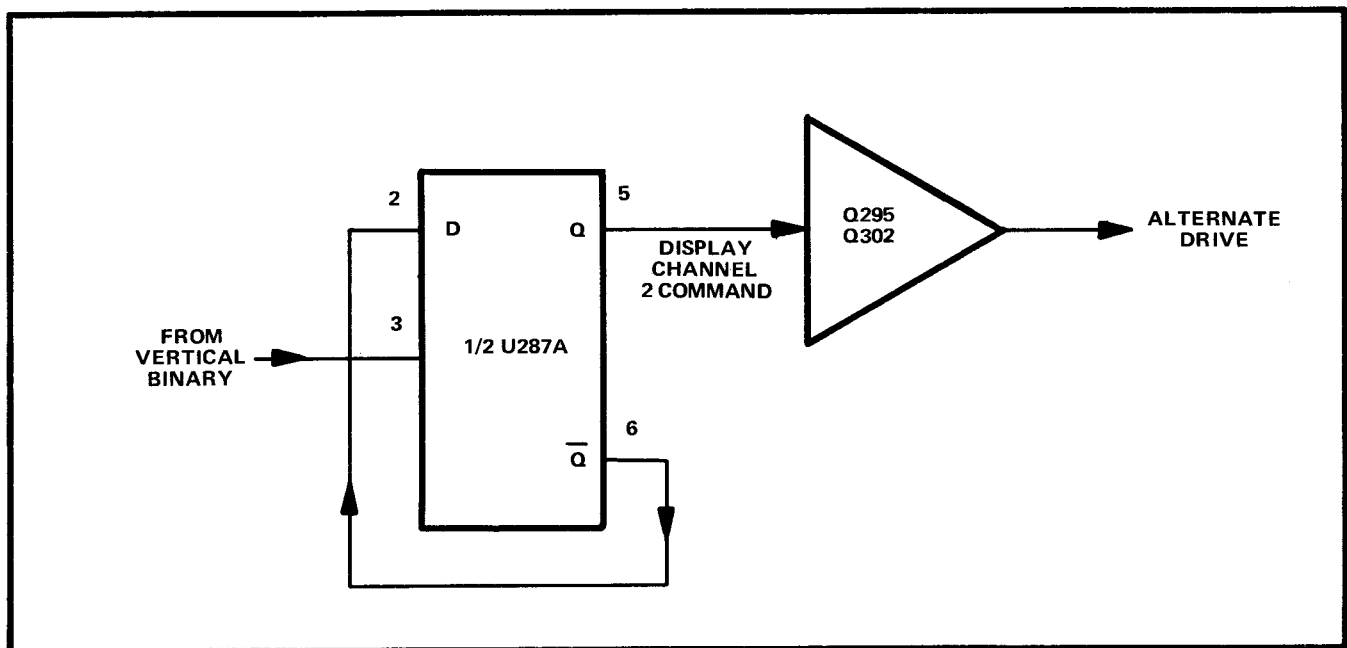 2
D
3
FROM
VERTICAL
BINARY
1/2 U287A
5
Q
6
Q̅
DISPLAY
CHANNEL
2 COMMAND
Q295
Q302
ALTERNATE
DRIVE